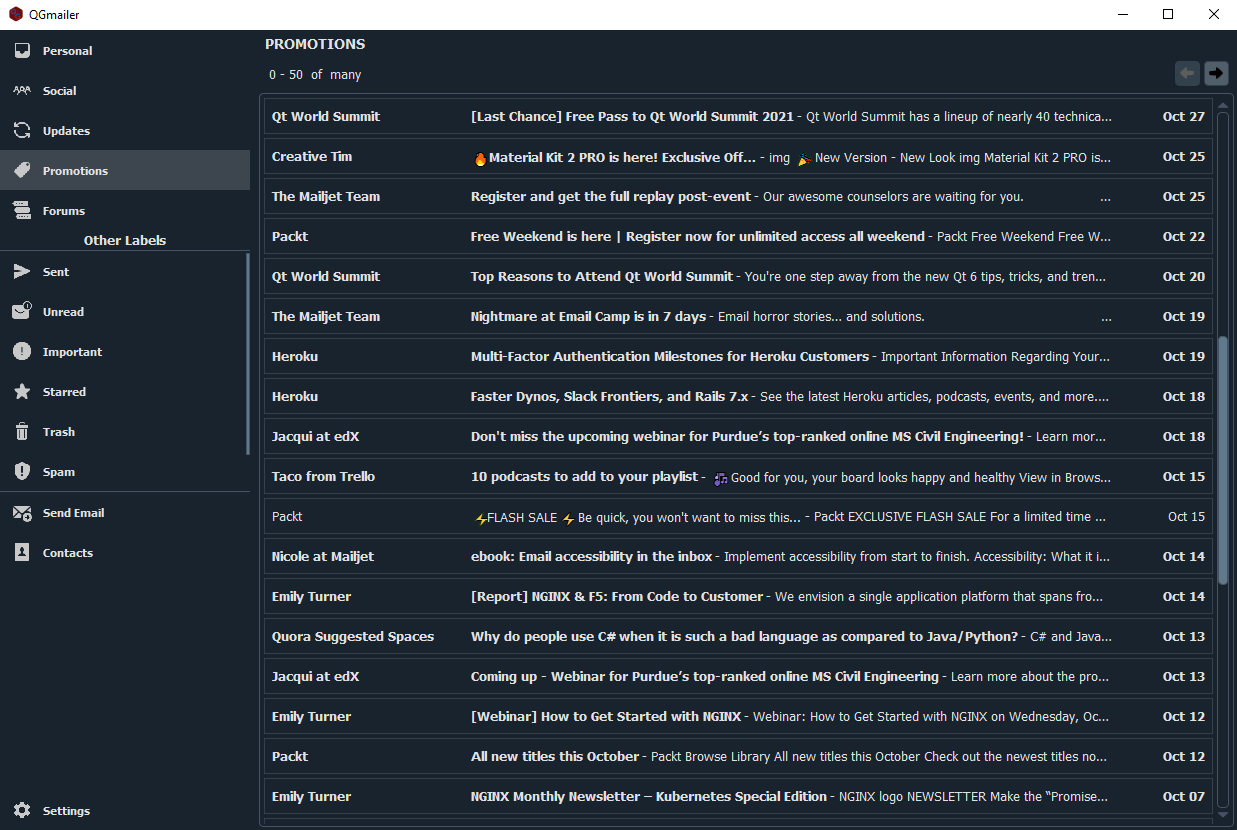 QGmailer
Personal
Social
Updates
Promotions
Forums
Other Labels
Sent
Unread
Important
Starred
Trash
Spam
Send Email
Contacts
Settings
PROMOTIONS
0 - 50 of many
Qt World Summit [Last Chance] Free Pass to Qt World Summit 2021 - Qt World Summit has a lineup of nearly 40 technica... Oct 27
Creative Tim 🔥Material Kit 2 PRO is here! Exclusive Off... - img 🎉New Version - New Look img Material Kit 2 PRO is... Oct 25
The Mailjet Team Register and get the full replay post-event - Our awesome counselors are waiting for you. ... Oct 25
Packt Free Weekend is here | Register now for unlimited access all weekend - Packt Free Weekend Free W... Oct 22
Qt World Summit Top Reasons to Attend Qt World Summit - You're one step away from the new Qt 6 tips, tricks, and tren... Oct 20
The Mailjet Team Nightmare at Email Camp is in 7 days - Email horror stories... and solutions. ... Oct 19
Heroku Multi-Factor Authentication Milestones for Heroku Customers - Important Information Regarding Your... Oct 19
Heroku Faster Dynos, Slack Frontiers, and Rails 7.x - See the latest Heroku articles, podcasts, events, and more.... Oct 18
Jacqui at edX Don't miss the upcoming webinar for Purdue’s top-ranked online MS Civil Engineering! - Learn mor... Oct 18
Taco from Trello 10 podcasts to add to your playlist - 🎶Good for you, your board looks happy and healthy View in Brows... Oct 15
Packt ⚡FLASH SALE ⚡Be quick, you won't want to miss this... - Packt EXCLUSIVE FLASH SALE For a limited time ... Oct 15
Nicole at Mailjet ebook: Email accessibility in the inbox - Implement accessibility from start to finish. Accessibility: What it i... Oct 14
Emily Turner [Report] NGINX & F5: From Code to Customer - We envision a single application platform that spans fro... Oct 14
Quora Suggested Spaces Why do people use C# when it is such a bad language as compared to Java/Python? - C# and Java... Oct 13
Jacqui at edX Coming up - Webinar for Purdue’s top-ranked online MS Civil Engineering - Learn more about the pro... Oct 13
Emily Turner [Webinar] How to Get Started with NGINX - Webinar: How to Get Started with NGINX on Wednesday, Oc... Oct 12
Packt All new titles this October - Packt Browse Library All new titles this October Check out the newest titles no... Oct 12
Emily Turner NGINX Monthly Newsletter – Kubernetes Special Edition - NGINX logo NEWSLETTER Make the “Promise... Oct 07